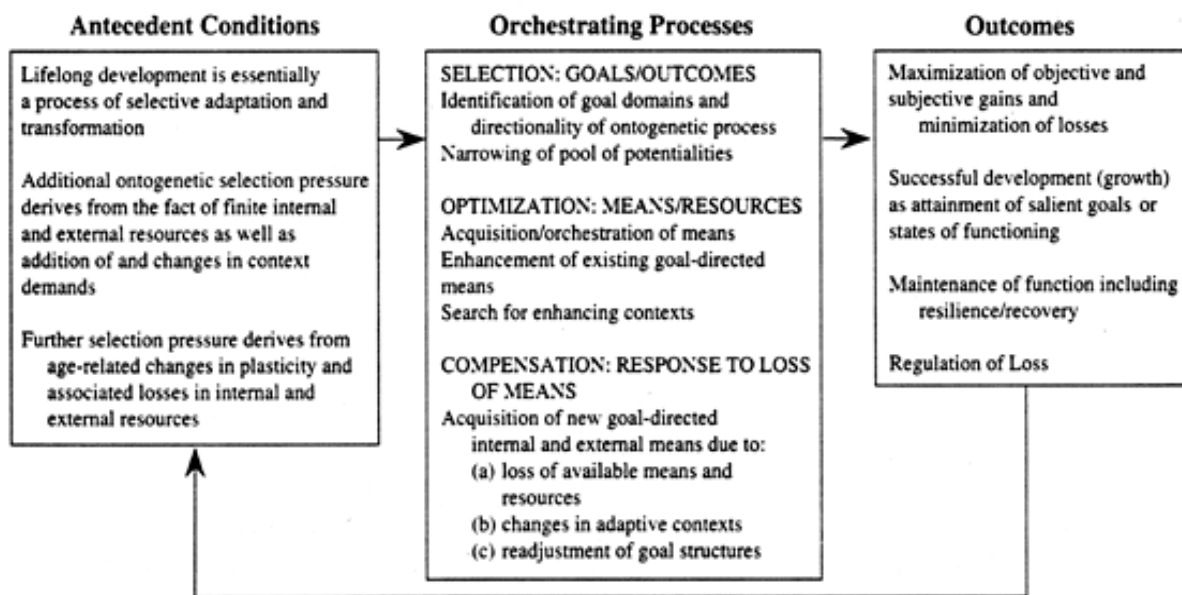 Antecedent Conditions
Lifelong development is essentially
a process of selective adaptation and
transformation
Additional ontogenetic selection pressure
derives from the fact of finite internal
and external resources as well as
addition of and changes in context
demands
Further selection pressure derives from
age-related changes in plasticity and
associated losses in internal and
external resources
Orchestrating Processes
SELECTION: GOALS/OUTCOMES
Identification of goal domains and
directionality of ontogenetic process
Narrowing of pool of potentialities
OPTIMIZATION: MEANS/RESOURCES
Acquisition/orchestration of means
Enhancement of existing goal-directed
means
Search for enhancing contexts
COMPENSATION: RESPONSE TO LOSS
OF MEANS
Acquisition of new goal-directed
internal and external means due to:
(a) loss of available means and
resources
(b) changes in adaptive contexts
(c) readjustment of goal structures
Outcomes
Maximization of objective and
subjective gains and
minimization of losses
Successful development (growth)
as attainment of salient goals or
states of functioning
Maintenance of function including
resilience/recovery
Regulation of Loss